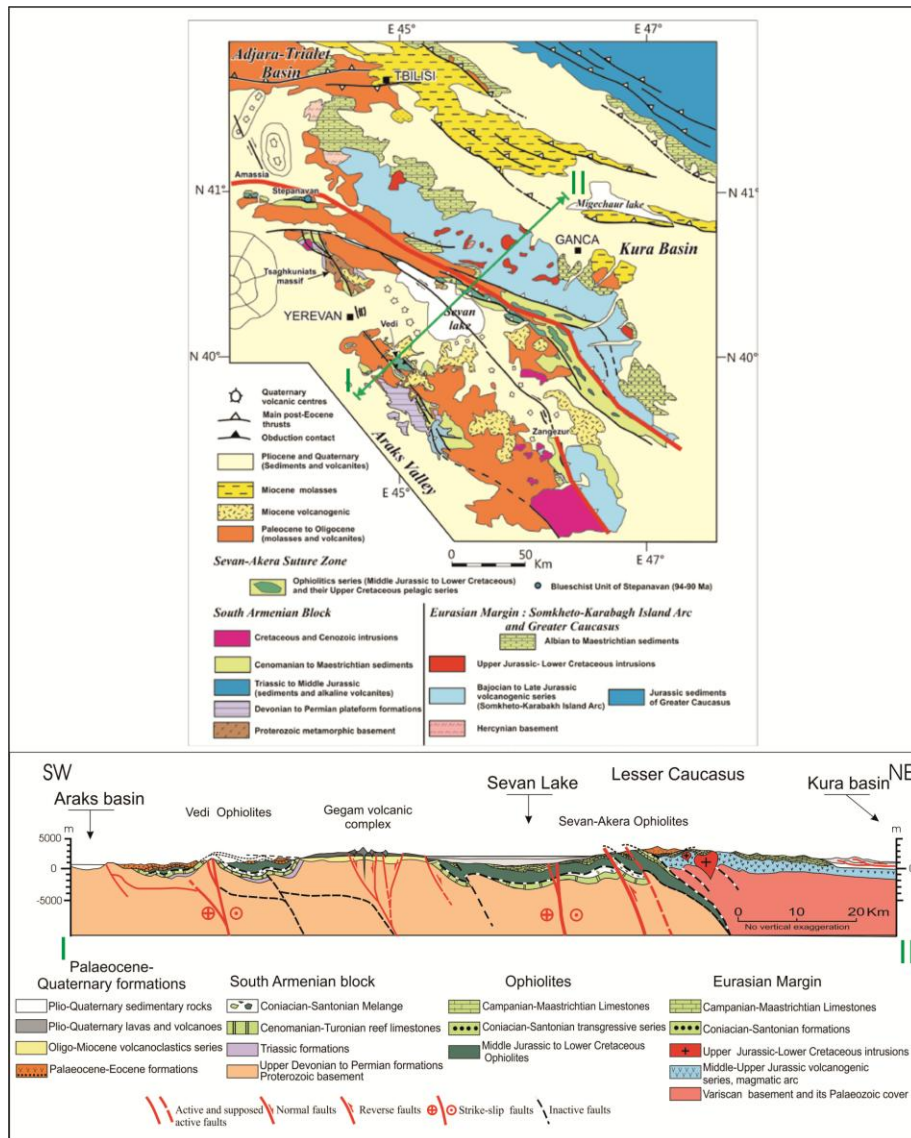 E 45°
E 47°
Adjara-Trialet
Basin
TBILISI
N 41°
N 41°
Amassia
Stepanavan
II
Migechaur lake
GANCA
Kura Basin
Tsaghkuniats
massif
YEREVAN
Sevan
lake
Vedi
N 40°
N 40°
I
Zangezur
Araks Valley
E 45°
E 47°
0 50
Km
Quaternary
volcanic centres
Main post-Eocene
thrusts
Obduction contact
Pliocene and Quaternary
(Sediments and volcanites)
Miocene molasses
Miocene volcanogenic
Paleocene to Oligocene
(molasses and volcanites)
Sevan-Akera Suture Zone
Ophiolitics series (Middle Jurassic to Lower Cretaceous)
and their Upper Cretaceous pelagic series
Blueschist Unit of Stepanavan (94-90 Ma)
South Armenian Block
Cretaceous and Cenozoic intrusions
Cenomanian to Maestrichtian sediments
Triassic to Middle Jurassic
(sediments and alkaline volcanites)
Devonian to Permian plateform formations
Proterozoic metamorphic basement
Eurasian Margin : Somkheto-Karabagh Island Arc
and Greater Caucasus
Albian to Maestrichtian sediments
Upper Jurassic- Lower Cretaceous intrusions
Bajocian to Late Jurassic
volcanogenic series
(Somkheto-Karabakh Island Arc)
Jurassic sediments
of Greater Caucasus
Hercynian basement
SW
NE
Araks basin
Vedi Ophiolites
Gegam volcanic
complex
Sevan Lake
Lesser Caucasus
Sevan-Akera Ophiolites
Kura basin
m
5000
0
-5000
m
5000
0
-5000
0 10 20 Km
No vertical exaggeration
I
II
Palaeocene-
Quaternary formations
Plio-Quaternary sedimentary rocks
Plio-Quaternary lavas and volcanoes
Oligo-Miocene volcanoclastics series
Palaeocene-Eocene formations
South Armenian block
Coniacian-Santonian Melange
Cenomanian-Turonian reef limestones
Triassic formations
Upper Devonian to Permian formations
Proterozoic basement
Ophiolites
Campanian-Maastrichtian Limestones
Coniacian-Santonian transgressive series
Middle Jurassic to Lower Cretaceous
Ophiolites
Eurasian Margin
Campanian-Maastrichtian Limestones
Coniacian-Santonian formations
Upper Jurassic-Lower Cretaceous intrusions
Middle-Upper Jurassic volcanogenic
series, magmatic arc
Variscan basement and its Palaeozoic cover
Active and supposed
active faults
Normal faults
Reverse faults
Strike-slip faults
Inactive faults